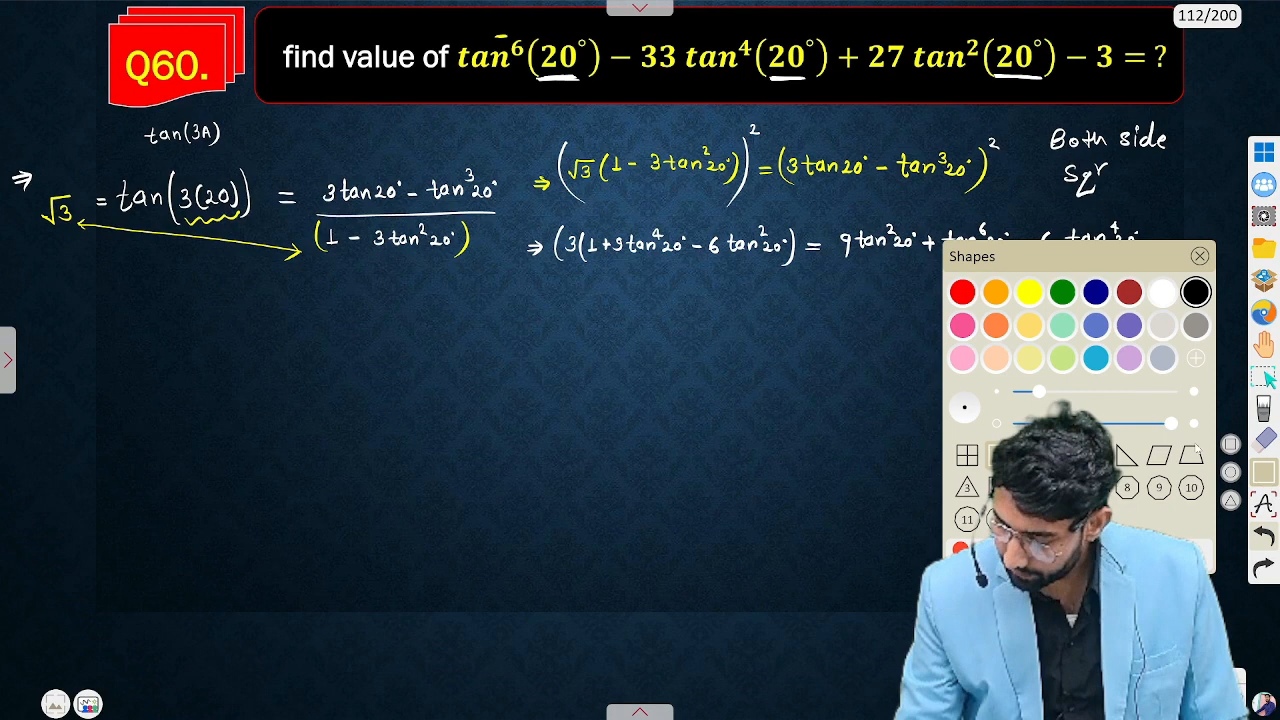 112/200
Q60.
find value of tan⁶(20°) − 33 tan⁴(20°) + 27 tan²(20°) − 3 = ?
tan(3A)
⇒ √3 = tan(3(20)) = (3tan20° − tan³20°) / (1 − 3tan²20°)
⇒ (√3(1 − 3tan²20°))² = (3tan20° − tan³20°)²
Both side
Sqr
⇒ (3(1+9tan⁴20° − 6tan²20°) = 9tan²20° +
Shapes
3
8 9 10
11
A